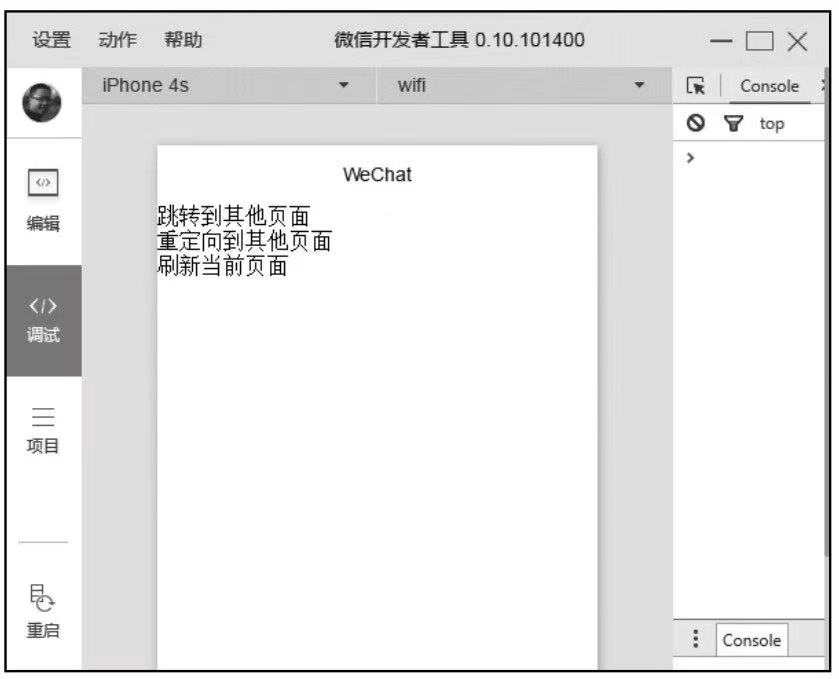 设置 动作 帮助 微信开发者工具 0.10.101400
iPhone 4s wifi Console
top
WeChat
编辑
跳转到其他页面
重定向到其他页面
刷新当前页面
调试
项目
重启
Console